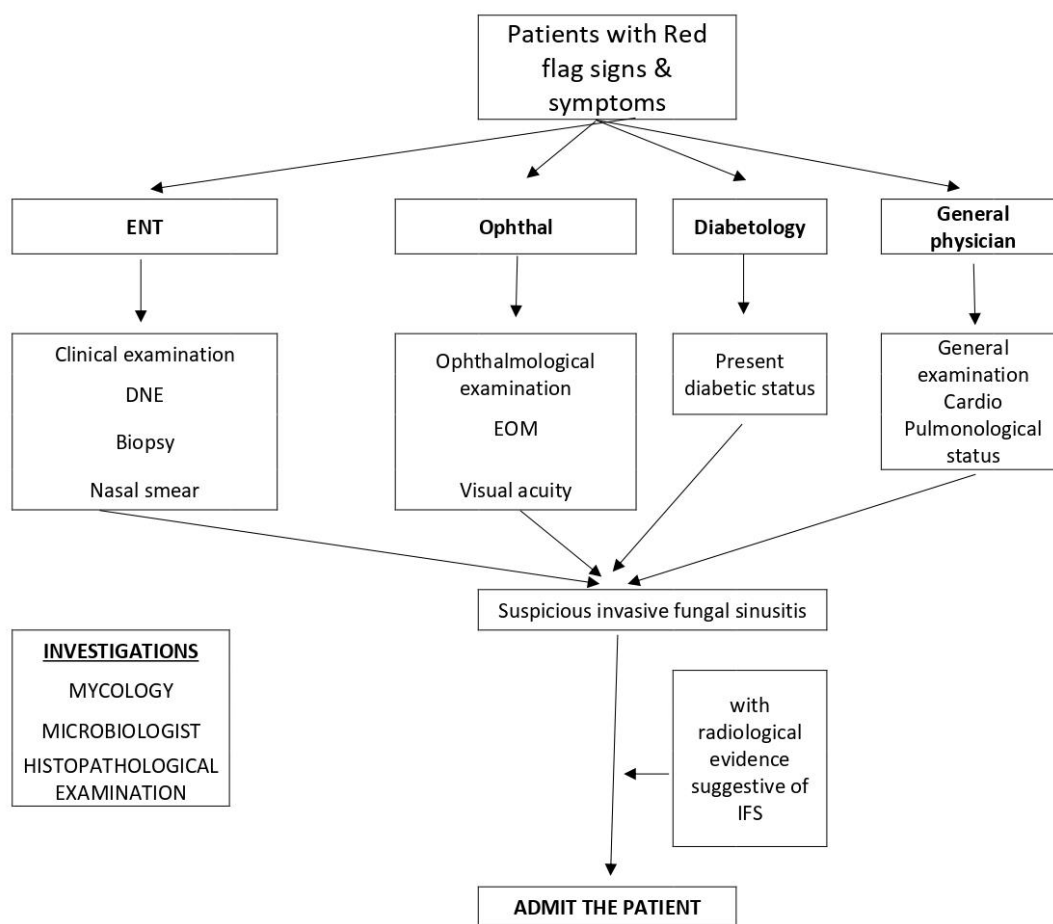 Patients with Red
flag signs &
symptoms
ENT
Ophthal
Diabetology
General
physician
Clinical examination
DNE
Biopsy
Nasal smear
Ophthalmological
examination
EOM
Visual acuity
Present
diabetic status
General
examination
Cardio
Pulmonological
status
Suspicious invasive fungal sinusitis
INVESTIGATIONS
MYCOLOGY
MICROBIOLOGIST
HISTOPATHOLOGICAL
EXAMINATION
with
radiological
evidence
suggestive of
IFS
ADMIT THE PATIENT